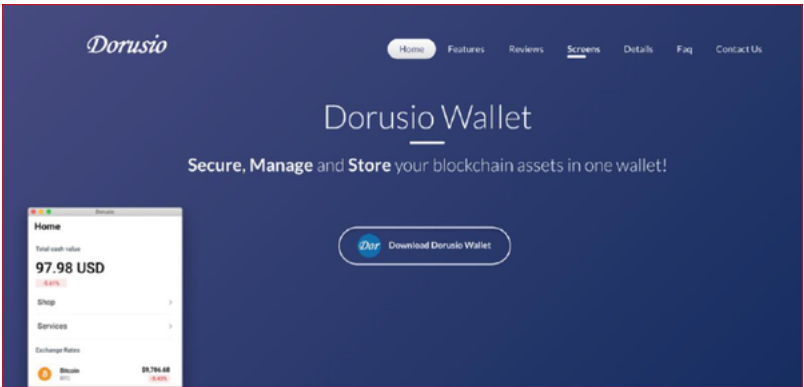 Dorusio
Home Features Reviews Screens Details Faq Contact Us
Dorusio Wallet
Secure, Manage and Store your blockchain assets in one wallet!
Dor Download Dorusio Wallet
Dorusio
Home
Total cash value
97.98 USD
Shop
Services
Exchange Rates
Bitcoin $9,786.68
BTC